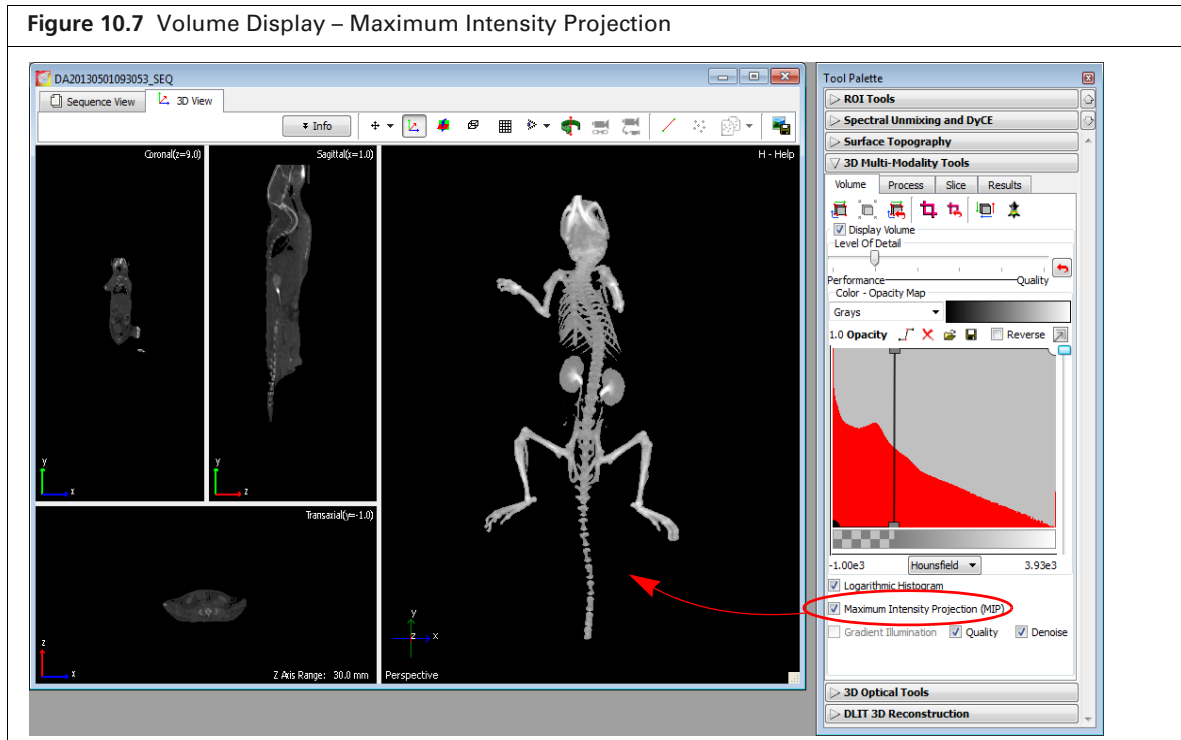 Figure 10.7 Volume Display – Maximum Intensity Projection
DA20130501093053_SEQ
Sequence View
3D View
Info
Coronal(z=9.0)
Sagittal(x=1.0)
H - Help
y
x
y
z
Transaxial(y=-1.0)
z
x
Z Axis Range: 30.0 mm
y
z
x
Perspective
Tool Palette
ROI Tools
Spectral Unmixing and DyCE
Surface Topography
3D Multi-Modality Tools
Volume
Process
Slice
Results
Display Volume
Level Of Detail
Performance
Quality
Color - Opacity Map
Grays
1.0 Opacity
Reverse
-1.00e3
Hounsfield
3.93e3
Logarithmic Histogram
Maximum Intensity Projection (MIP)
Gradient Illumination
Quality
Denoise
3D Optical Tools
DLIT 3D Reconstruction